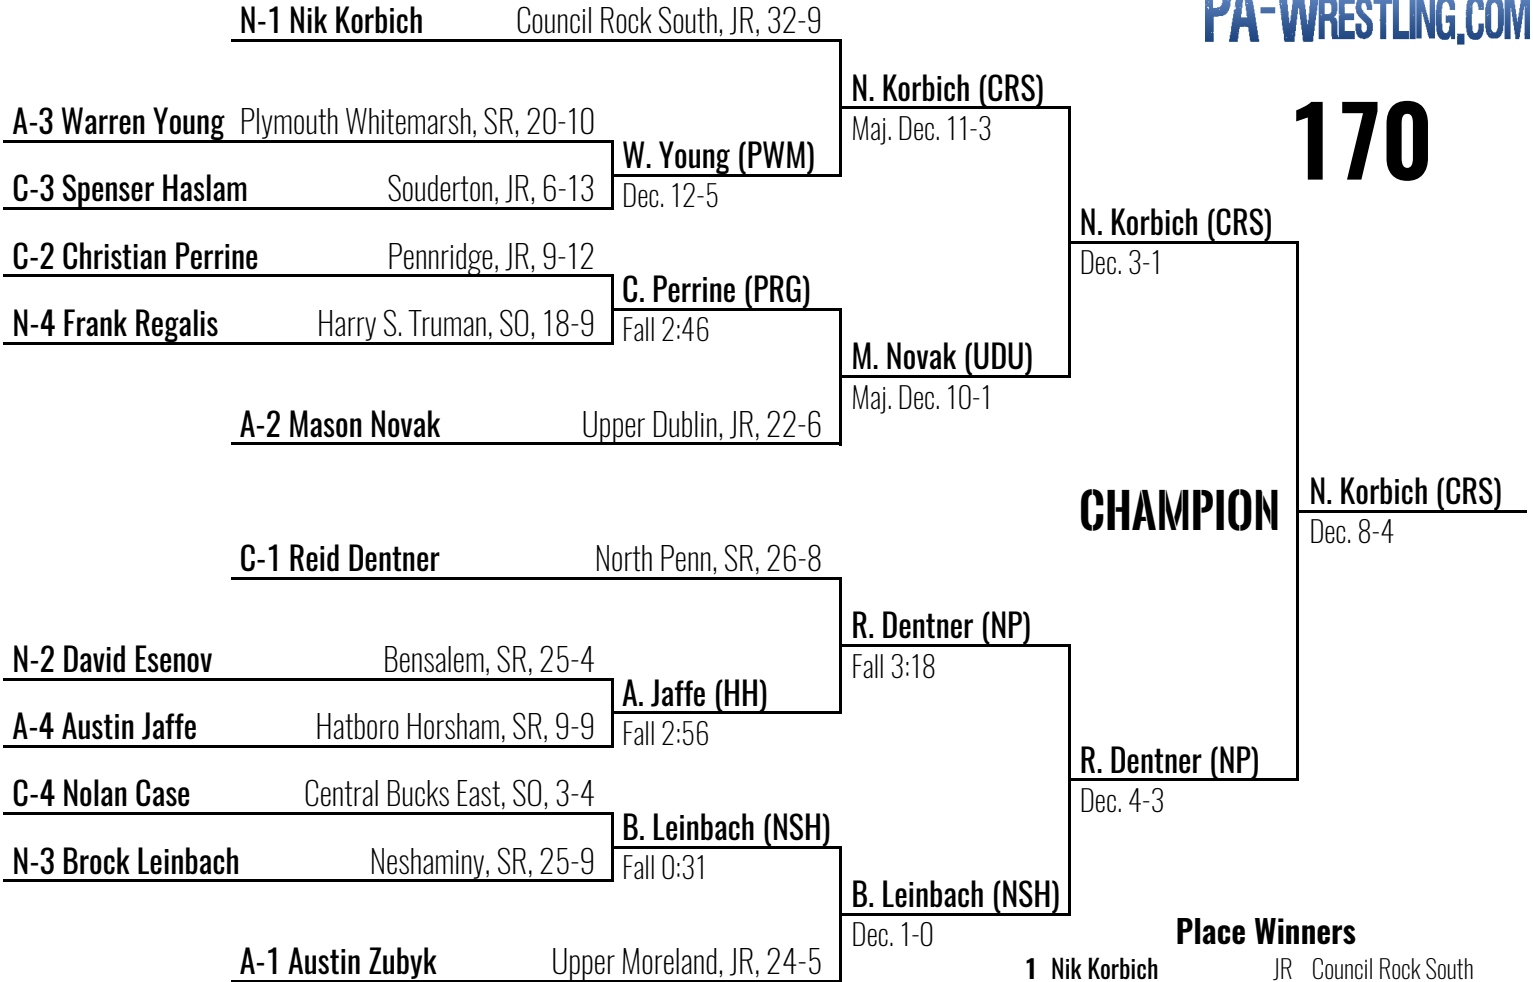 PA-WRESTLING.COM
170
N-1 Nik Korbich Council Rock South, JR, 32-9
N. Korbich (CRS)
Maj. Dec. 11-3
A-3 Warren Young Plymouth Whitemarsh, SR, 20-10
W. Young (PWM)
Dec. 12-5
C-3 Spenser Haslam Souderton, JR, 6-13
N. Korbich (CRS)
Dec. 3-1
C-2 Christian Perrine Pennridge, JR, 9-12
C. Perrine (PRG)
Fall 2:46
N-4 Frank Regalis Harry S. Truman, SO, 18-9
M. Novak (UDU)
Maj. Dec. 10-1
A-2 Mason Novak Upper Dublin, JR, 22-6
CHAMPION
N. Korbich (CRS)
Dec. 8-4
C-1 Reid Dentner North Penn, SR, 26-8
R. Dentner (NP)
Fall 3:18
N-2 David Esenov Bensalem, SR, 25-4
A. Jaffe (HH)
Fall 2:56
A-4 Austin Jaffe Hatboro Horsham, SR, 9-9
R. Dentner (NP)
Dec. 4-3
C-4 Nolan Case Central Bucks East, SO, 3-4
B. Leinbach (NSH)
Fall 0:31
N-3 Brock Leinbach Neshaminy, SR, 25-9
B. Leinbach (NSH)
Dec. 1-0
A-1 Austin Zubyk Upper Moreland, JR, 24-5
Place Winners
1 Nik Korbich JR Council Rock South